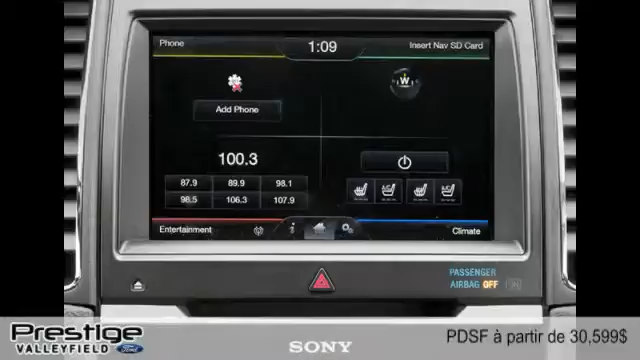 Phone
1:09
Insert Nav SD Card
W
Add Phone
100.3
87.9 89.9 98.1
98.5 106.3 107.9
Entertainment
i
Climate
PASSENGER
AIRBAG OFF
SONY
Prestige
VALLEYFIELD
Ford
PDSF à partir de 30,599$